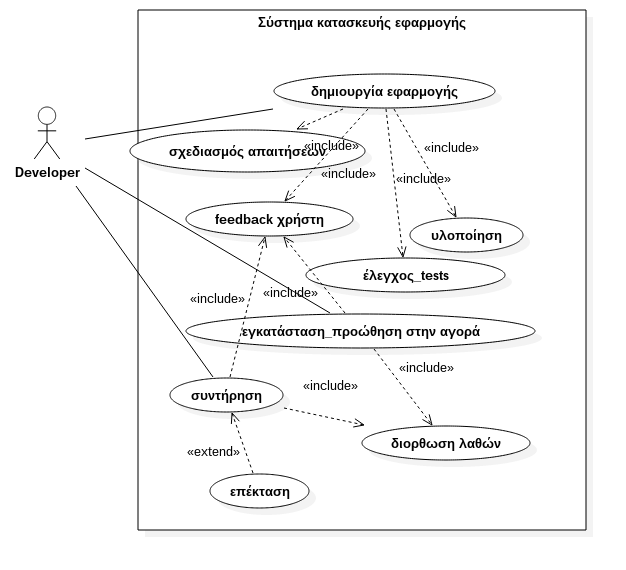 Σύστημα κατασκευής εφαρμογής
δημιουργία εφαρμογής
«include»
«include»
σχεδιασμός απαιτήσεων
Developer
«include»
«include»
feedback χρήστη
υλοποίηση
έλεγχος_tests
«include»
«include»
εγκατάσταση_προώθηση στην αγορά
«include»
«include»
συντήρηση
διορθωση λαθών
«extend»
επέκταση